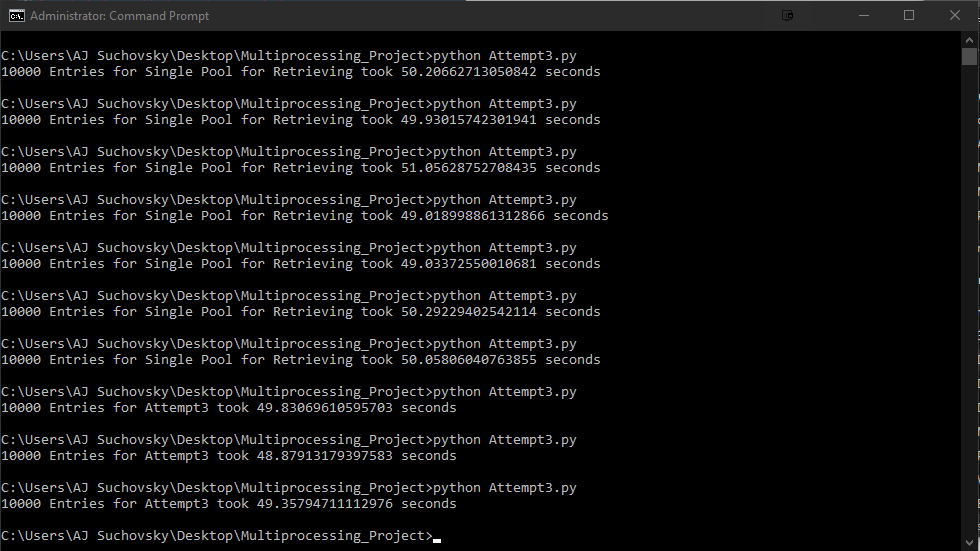 Administrator: Command Prompt
C:\Users\AJ Suchovsky\Desktop\Multiprocessing_Project>python Attempt3.py
10000 Entries for Single Pool for Retrieving took 50.20662713050842 seconds
C:\Users\AJ Suchovsky\Desktop\Multiprocessing_Project>python Attempt3.py
10000 Entries for Single Pool for Retrieving took 49.93015742301941 seconds
C:\Users\AJ Suchovsky\Desktop\Multiprocessing_Project>python Attempt3.py
10000 Entries for Single Pool for Retrieving took 51.05628752708435 seconds
C:\Users\AJ Suchovsky\Desktop\Multiprocessing_Project>python Attempt3.py
10000 Entries for Single Pool for Retrieving took 49.018998861312866 seconds
C:\Users\AJ Suchovsky\Desktop\Multiprocessing_Project>python Attempt3.py
10000 Entries for Single Pool for Retrieving took 49.03372550010681 seconds
C:\Users\AJ Suchovsky\Desktop\Multiprocessing_Project>python Attempt3.py
10000 Entries for Single Pool for Retrieving took 50.29229402542114 seconds
C:\Users\AJ Suchovsky\Desktop\Multiprocessing_Project>python Attempt3.py
10000 Entries for Single Pool for Retrieving took 50.05806040763855 seconds
C:\Users\AJ Suchovsky\Desktop\Multiprocessing_Project>python Attempt3.py
10000 Entries for Attempt3 took 49.83069610595703 seconds
C:\Users\AJ Suchovsky\Desktop\Multiprocessing_Project>python Attempt3.py
10000 Entries for Attempt3 took 48.87913179397583 seconds
C:\Users\AJ Suchovsky\Desktop\Multiprocessing_Project>python Attempt3.py
10000 Entries for Attempt3 took 49.35794711112976 seconds
C:\Users\AJ Suchovsky\Desktop\Multiprocessing_Project>